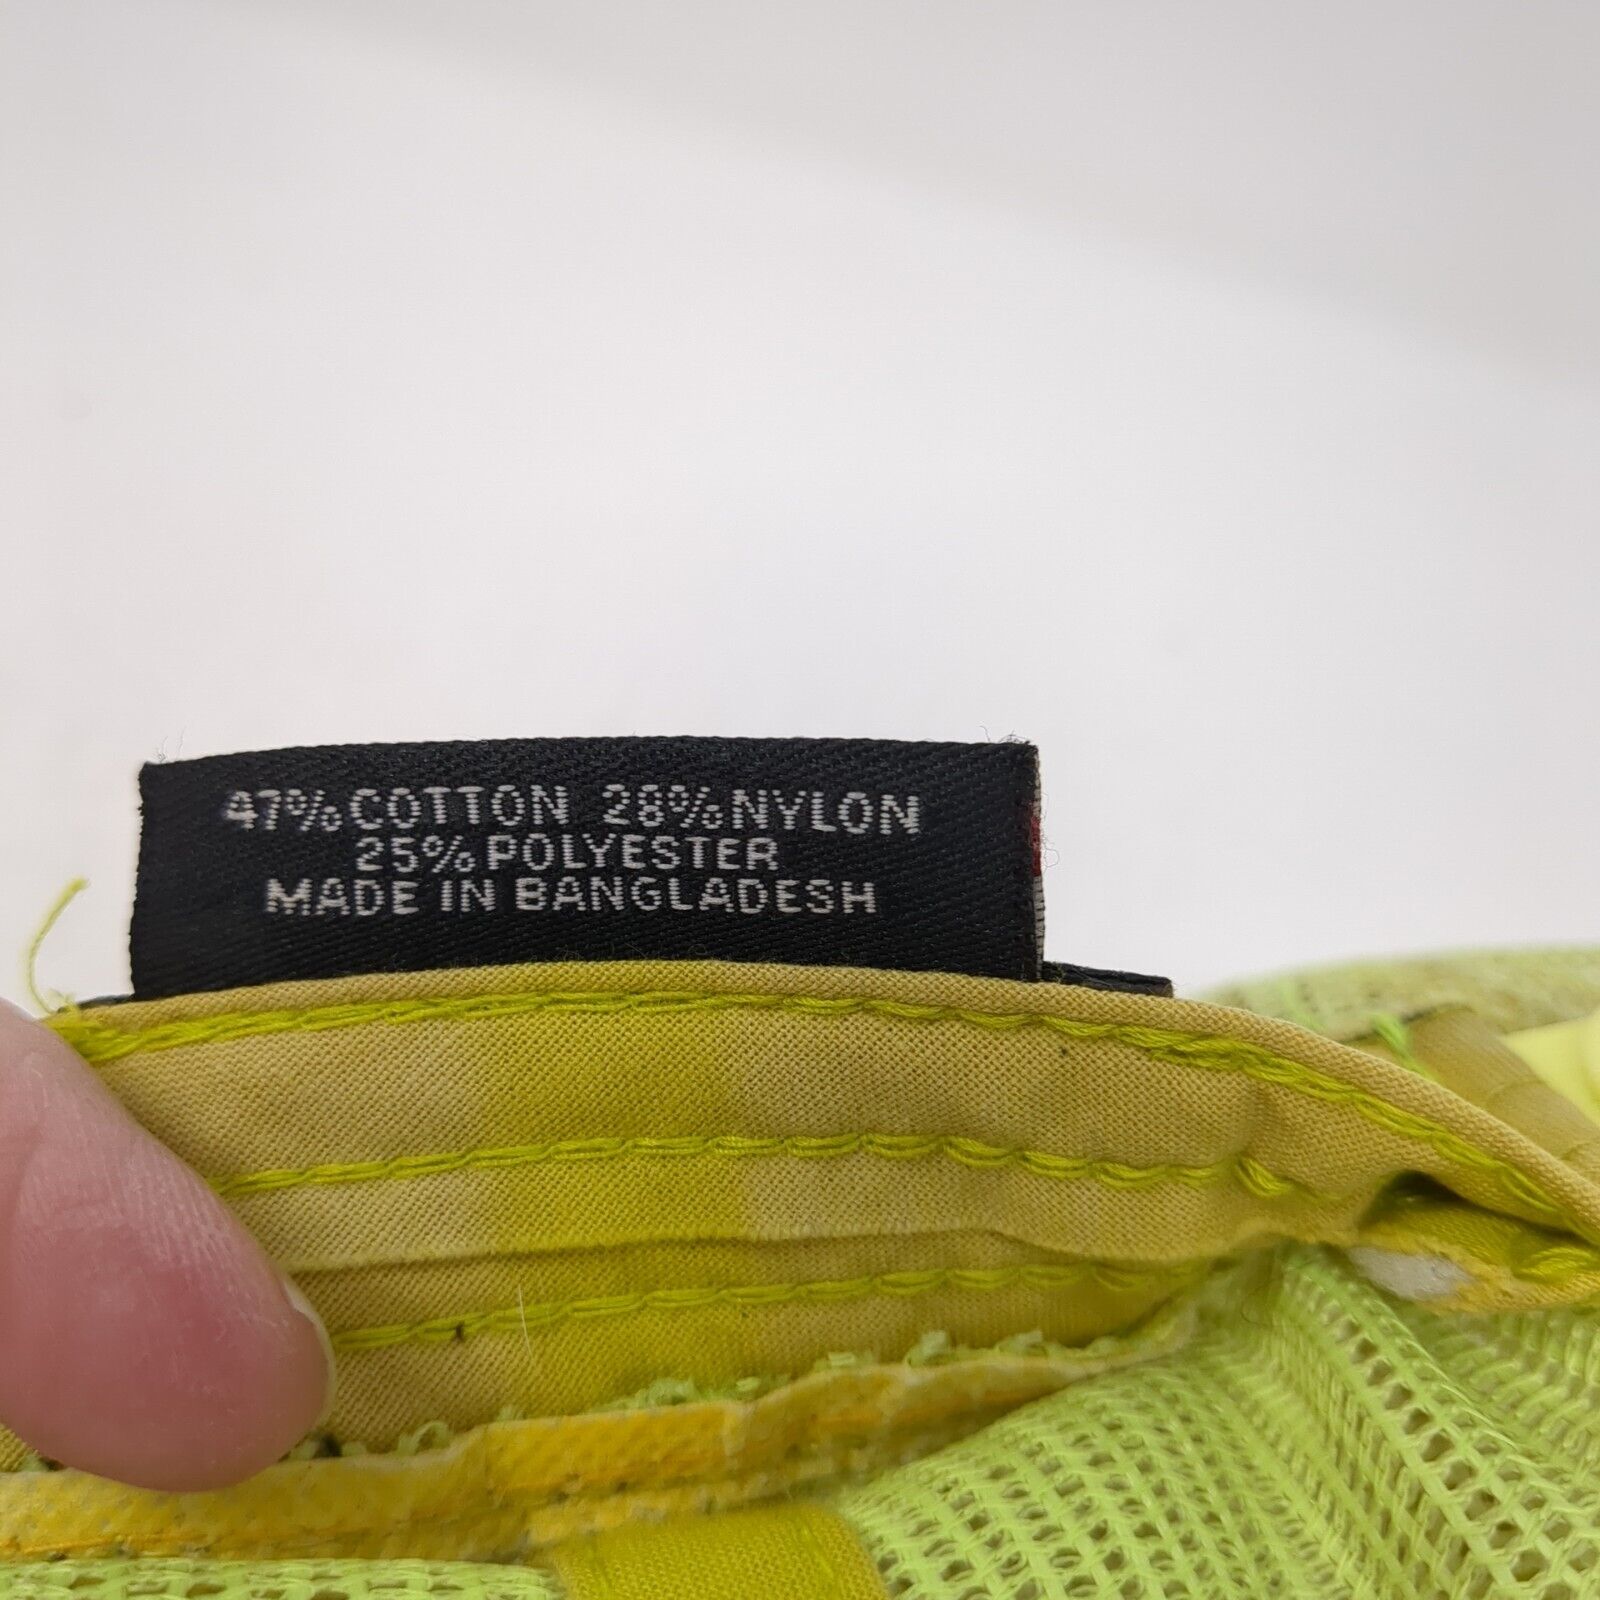 47% COTTON 28% NYLON
25% POLYESTER
MADE IN BANGLADESH